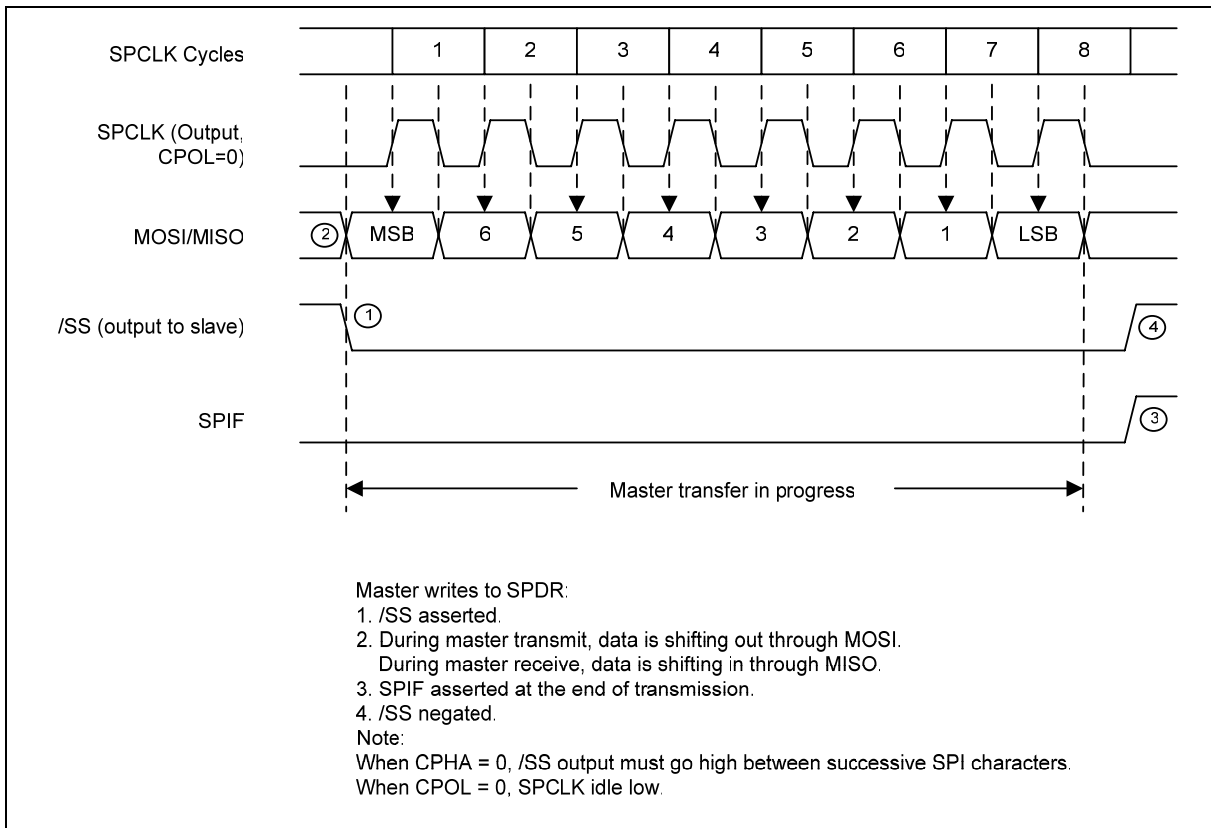 SPCLK Cycles
1 2 3 4 5 6 7 8
SPCLK (Output,
CPOL=0)
MOSI/MISO
2 MSB 6 5 4 3 2 1 LSB
/SS (output to slave)
1
4
SPIF
3
Master transfer in progress
Master writes to SPDR:
1. /SS asserted.
2. During master transmit, data is shifting out through MOSI.
During master receive, data is shifting in through MISO.
3. SPIF asserted at the end of transmission.
4. /SS negated.
Note:
When CPHA = 0, /SS output must go high between successive SPI characters.
When CPOL = 0, SPCLK idle low.